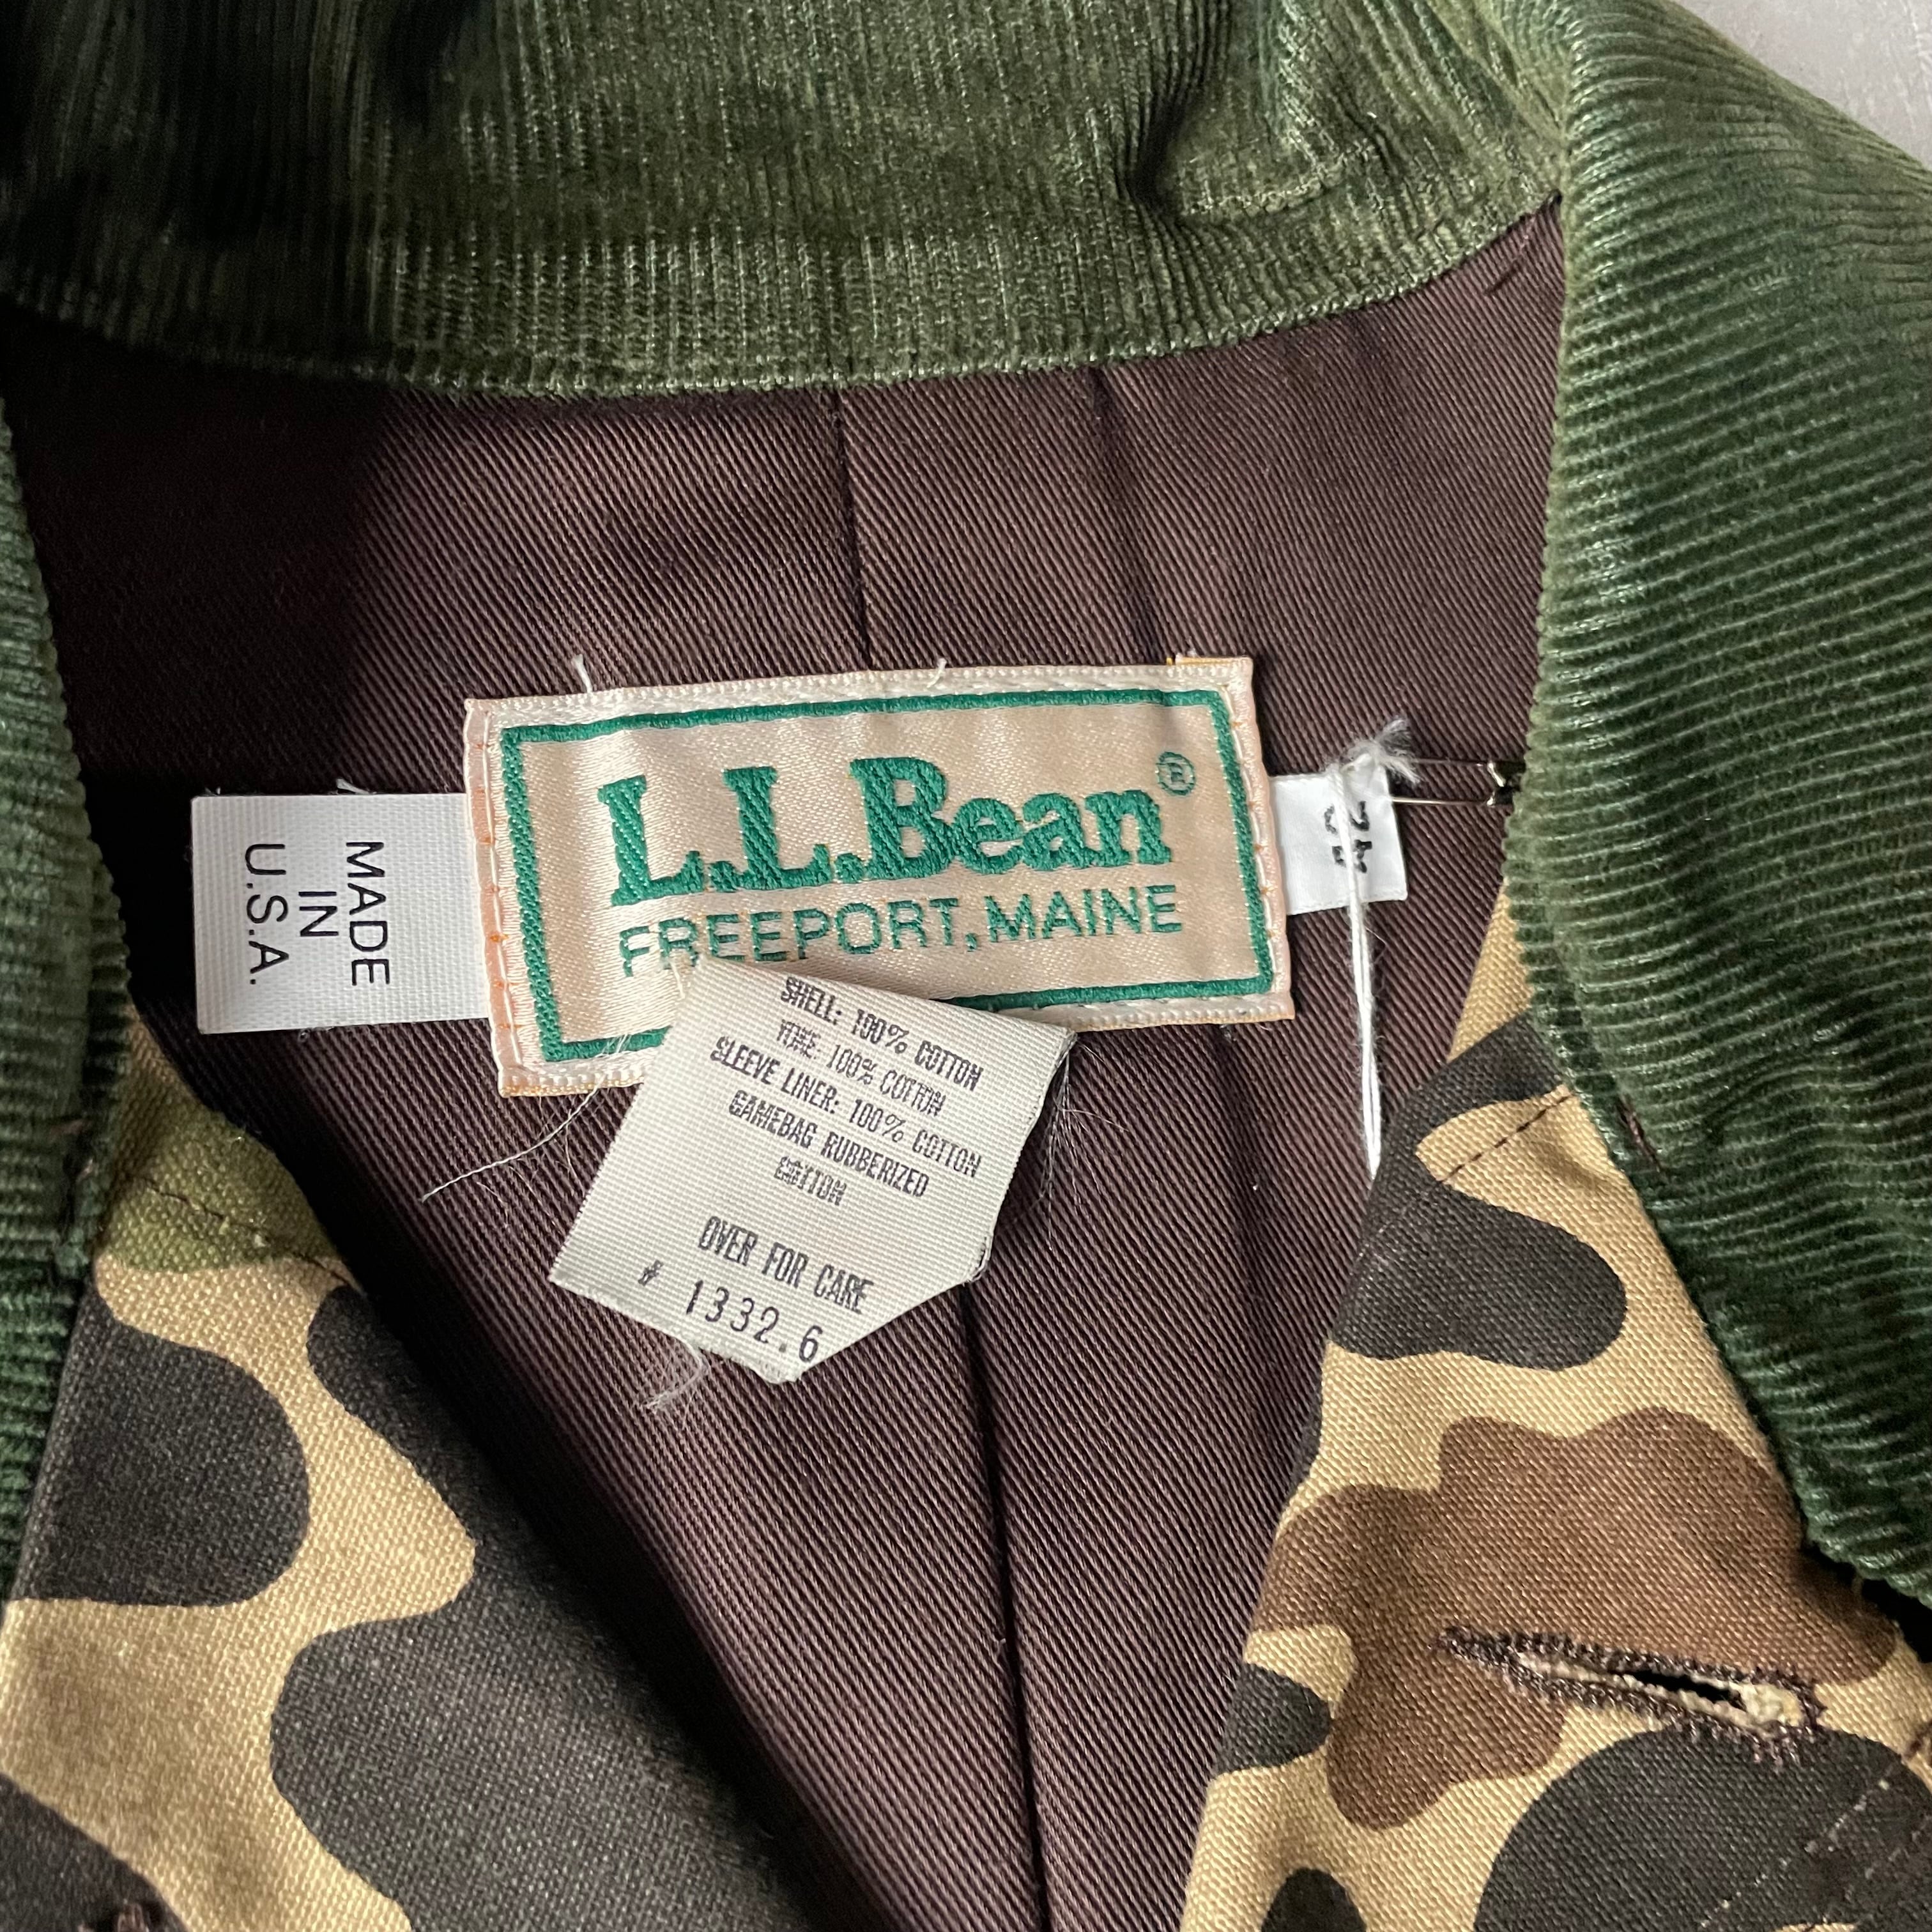 L.L.Bean®
FREEPORT, MAINE
MADE
IN
U.S.A.
SHELL: 100% COTTON
YOKE: 100% COTTON
SLEEVE LINER: 100% COTTON
GAMEBAG RUBBERIZED
COTTON
OVER FOR CARE
# 1332.6